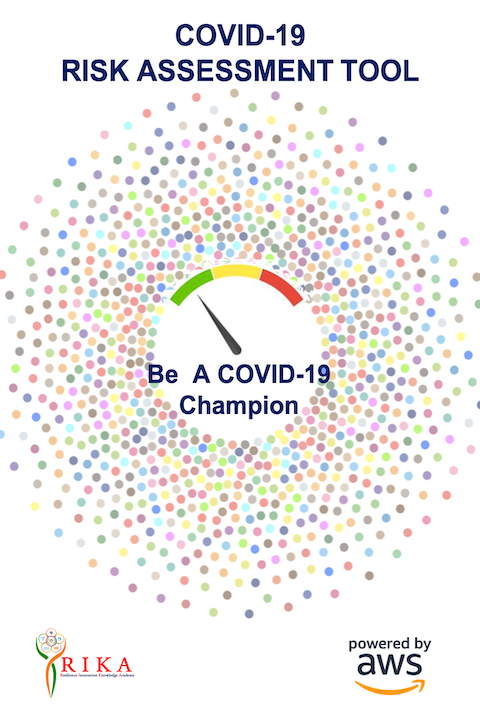 COVID-19
RISK ASSESSMENT TOOL
Be A COVID-19
Champion
RIKA
Resilience Innovation Knowledge Academy
powered by
aws